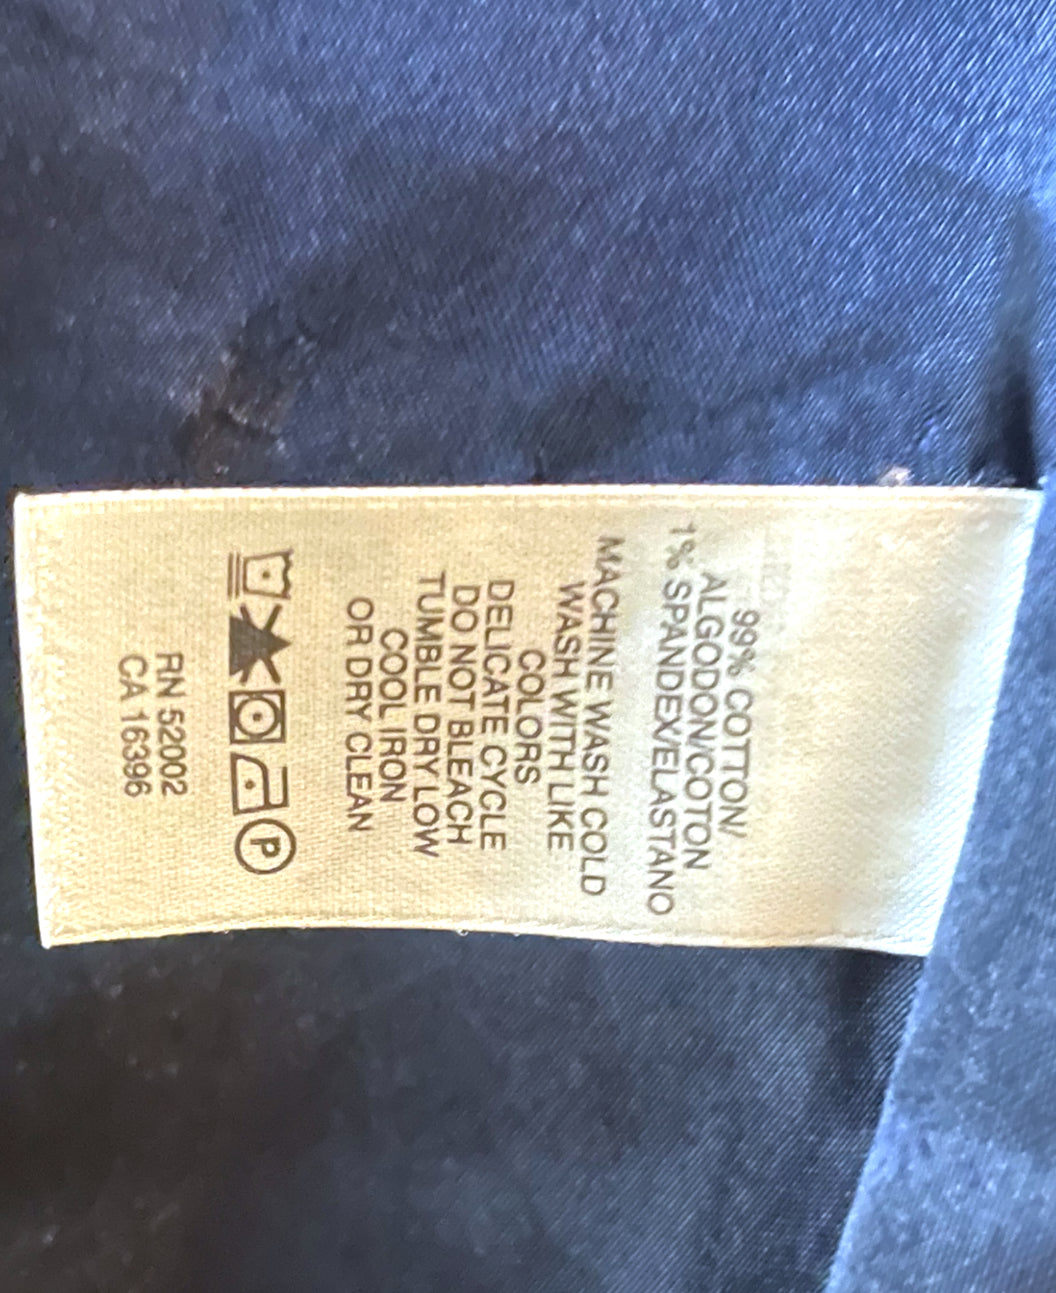 99% COTTON/
ALGODON/COTON
1% SPANDEX/ELASTANO
MACHINE WASH COLD
WASH WITH LIKE
COLORS
DELICATE CYCLE
DO NOT BLEACH
TUMBLE DRY LOW
COOL IRON
OR DRY CLEAN
P
RN 52002
CA 16396